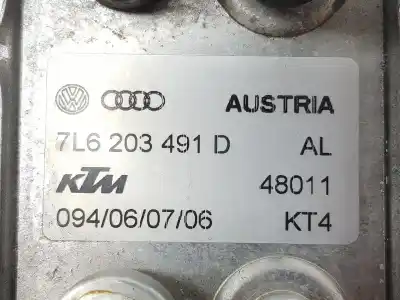 AUSTRIA
7L6 203 491 D AL
KTM 48011
094/06/07/06 KT4